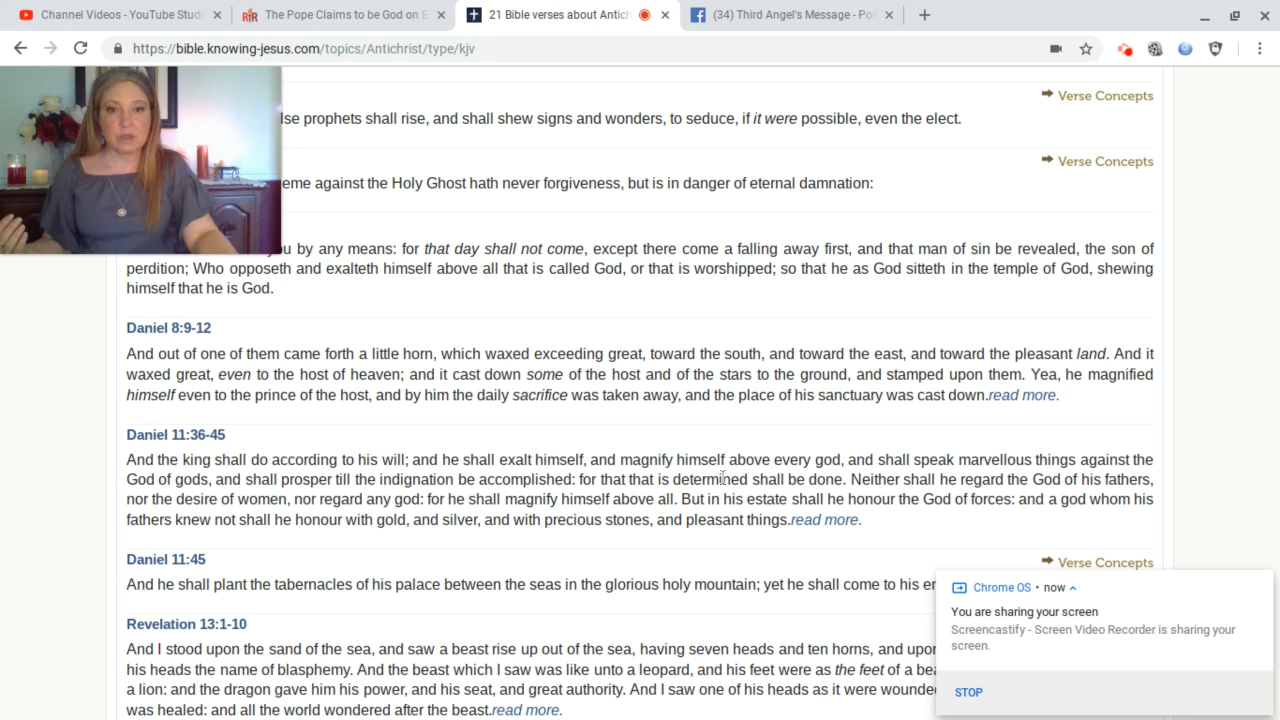 Channel Videos - YouTube Studi
The Pope Claims to be God on E
21 Bible verses about Antich
(34) Third Angel's Message - Pos
https://bible.knowing-jesus.com/topics/Antichrist/type/kjv
Verse Concepts
lse prophets shall rise, and shall shew signs and wonders, to seduce, if it were possible, even the elect.
Verse Concepts
eme against the Holy Ghost hath never forgiveness, but is in danger of eternal damnation:
ou by any means: for that day shall not come, except there come a falling away first, and that man of sin be revealed, the son of
perdition; Who opposeth and exalteth himself above all that is called God, or that is worshipped; so that he as God sitteth in the temple of God, shewing
himself that he is God.
Daniel 8:9-12
And out of one of them came forth a little horn, which waxed exceeding great, toward the south, and toward the east, and toward the pleasant land. And it
waxed great, even to the host of heaven; and it cast down some of the host and of the stars to the ground, and stamped upon them. Yea, he magnified
himself even to the prince of the host, and by him the daily sacrifice was taken away, and the place of his sanctuary was cast down.read more.
Daniel 11:36-45
And the king shall do according to his will; and he shall exalt himself, and magnify himself above every god, and shall speak marvellous things against the
God of gods, and shall prosper till the indignation be accomplished: for that that is determined shall be done. Neither shall he regard the God of his fathers,
nor the desire of women, nor regard any god: for he shall magnify himself above all. But in his estate shall he honour the God of forces: and a god whom his
fathers knew not shall he honour with gold, and silver, and with precious stones, and pleasant things.read more.
Daniel 11:45
Verse Concepts
And he shall plant the tabernacles of his palace between the seas in the glorious holy mountain; yet he shall come to his en
Revelation 13:1-10
And I stood upon the sand of the sea, and saw a beast rise up out of the sea, having seven heads and ten horns, and upon
his heads the name of blasphemy. And the beast which I saw was like unto a leopard, and his feet were as the feet of a bea
a lion: and the dragon gave him his power, and his seat, and great authority. And I saw one of his heads as it were wounde
was healed: and all the world wondered after the beast.read more.
Chrome OS • now
You are sharing your screen
Screencastify - Screen Video Recorder is sharing your
screen.
STOP